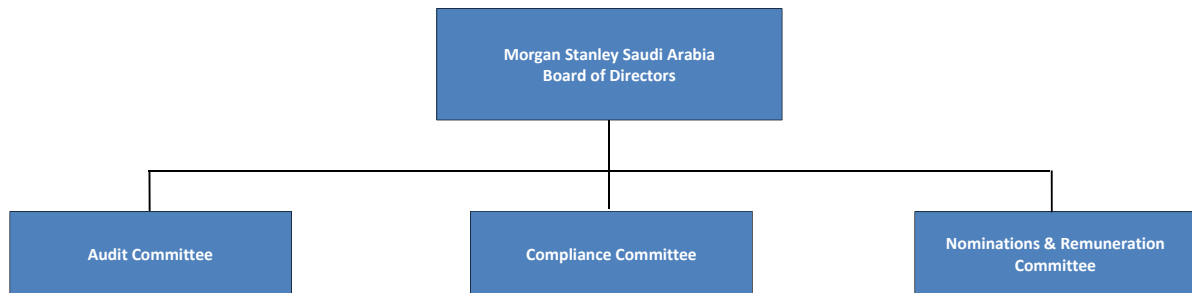 Morgan Stanley Saudi Arabia
Board of Directors
Audit Committee
Compliance Committee
Nominations & Remuneration
Committee